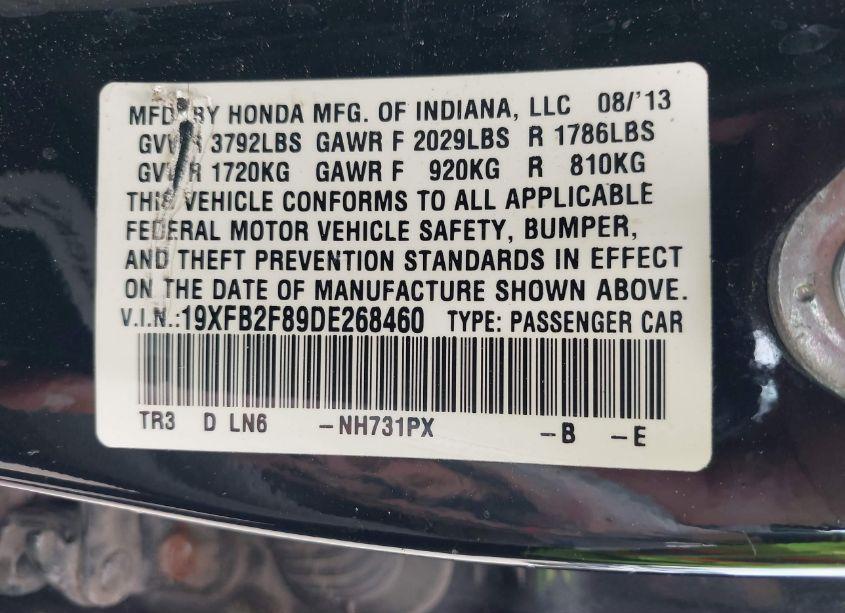 MFD BY HONDA MFG. OF INDIANA, LLC 08/'13
GVWR 3792LBS GAWR F 2029LBS R 1786LBS
GVWR 1720KG GAWR F 920KG R 810KG
THIS VEHICLE CONFORMS TO ALL APPLICABLE
FEDERAL MOTOR VEHICLE SAFETY, BUMPER,
AND THEFT PREVENTION STANDARDS IN EFFECT
ON THE DATE OF MANUFACTURE SHOWN ABOVE.
V.I.N.:19XFB2F89DE268460 TYPE: PASSENGER CAR
TR3 D LN6 -NH731PX -B -E